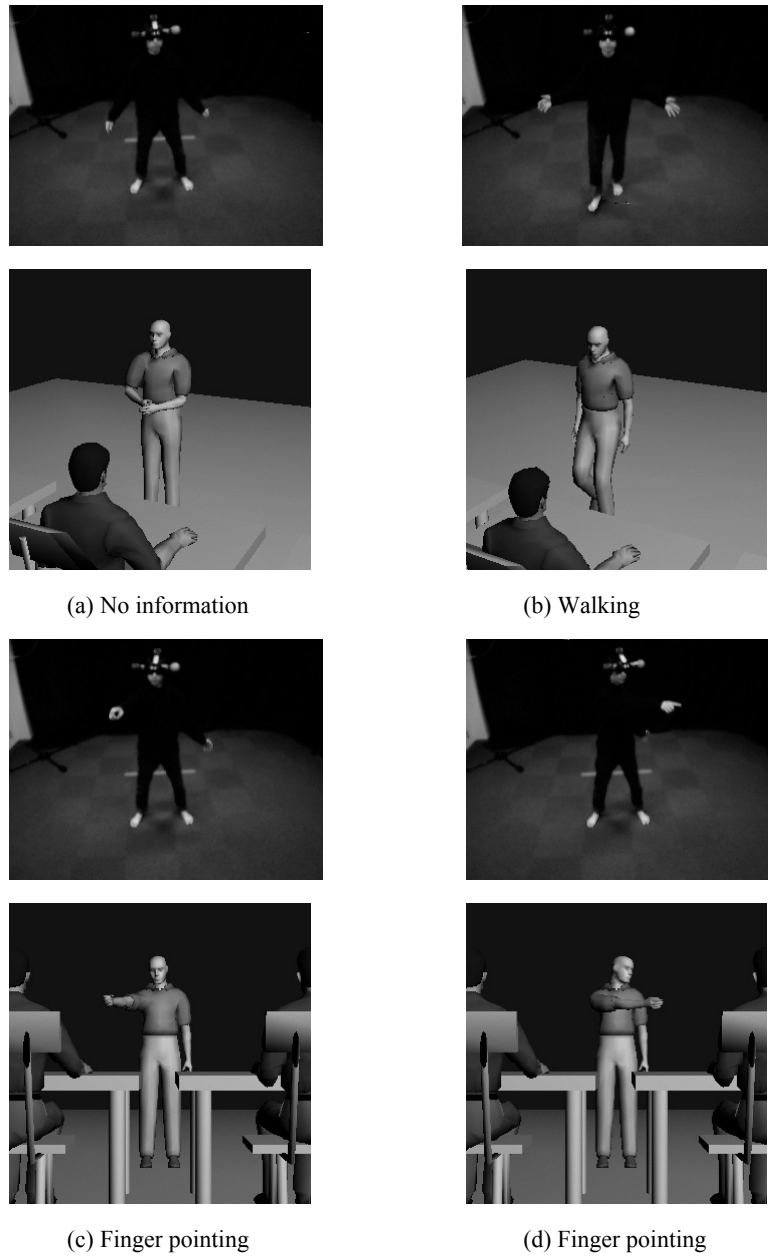 (a) No information
(b) Walking
(c) Finger pointing
(d) Finger pointing